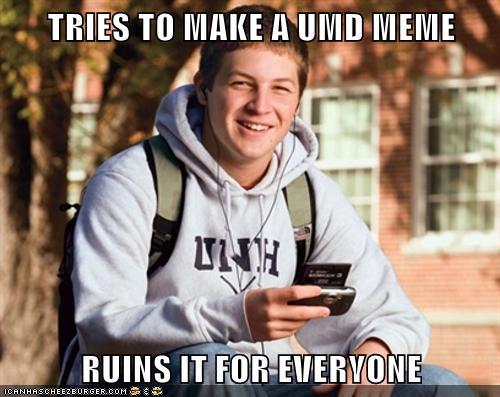 TRIES TO MAKE A UMD MEME
UNH
RUINS IT FOR EVERYONE
ICANHASCHEEZBURGER.COM